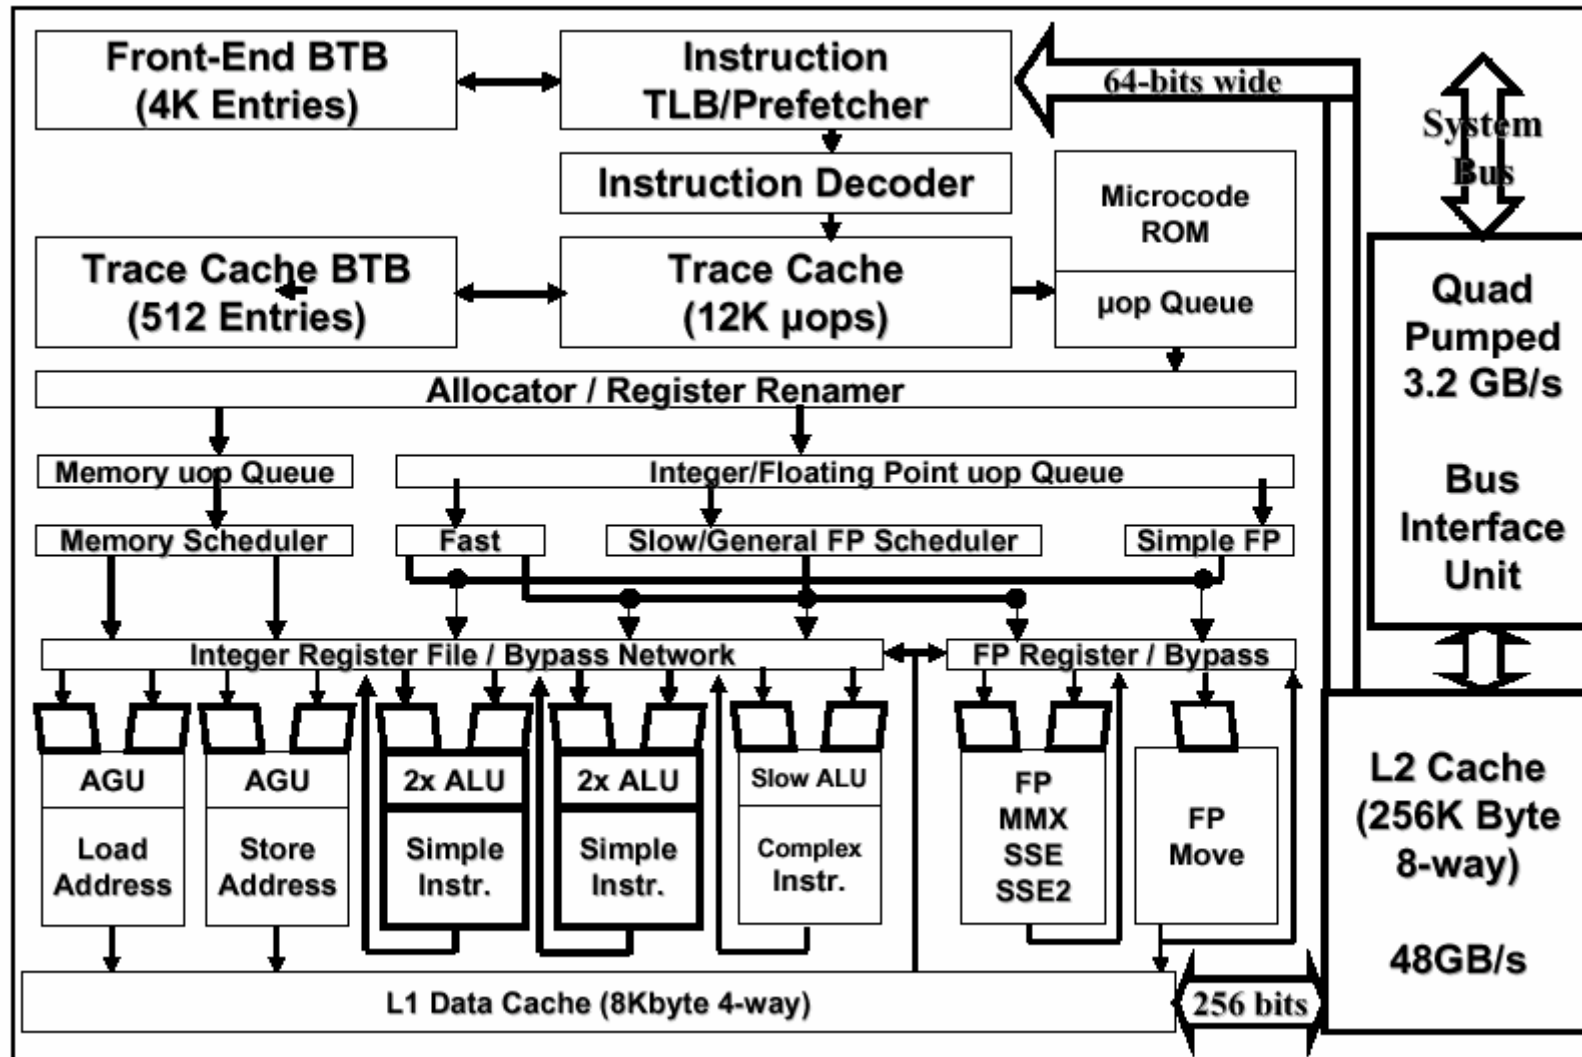 Front-End BTB
(4K Entries)
Instruction
TLB/Prefetcher
64-bits wide
System
Bus
Instruction Decoder
Microcode
ROM
µop Queue
Trace Cache BTB
(512 Entries)
Trace Cache
(12K µops)
Quad
Pumped
3.2 GB/s
Bus
Interface
Unit
Allocator / Register Renamer
Memory uop Queue
Integer/Floating Point uop Queue
Memory Scheduler
Fast
Slow/General FP Scheduler
Simple FP
Integer Register File / Bypass Network
FP Register / Bypass
AGU
Load
Address
AGU
Store
Address
2x ALU
Simple
Instr.
2x ALU
Simple
Instr.
Slow ALU
Complex
Instr.
FP
MMX
SSE
SSE2
FP
Move
L2 Cache
(256K Byte
8-way)
48GB/s
L1 Data Cache (8Kbyte 4-way)
256 bits